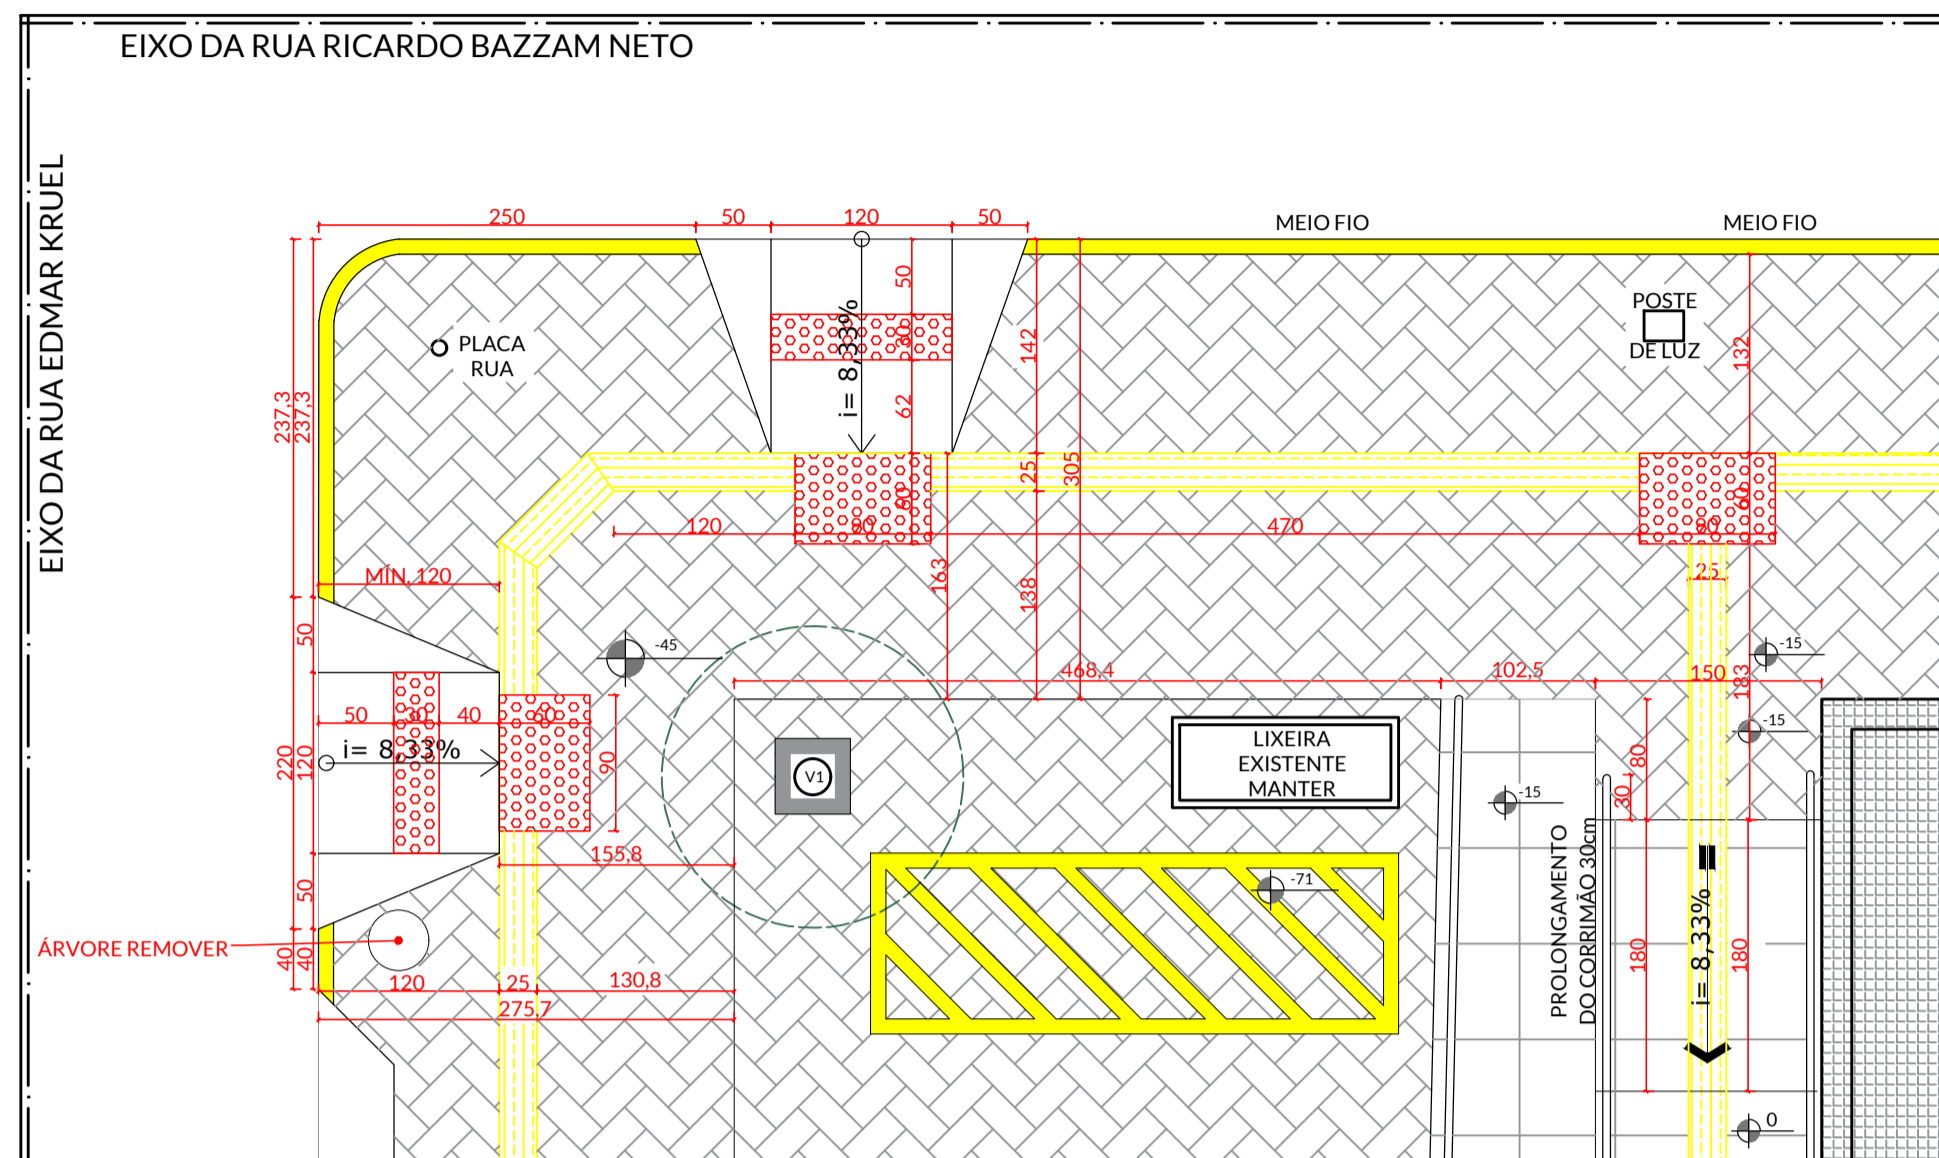 EIXO DA RUA RICARDO BAZZAM NETO
EIXO DA RUA EDMAR KRUEL
250
50
120
50
MEIO FIO
MEIO FIO
PLACA
RUA
POSTE
DE LUZ
i= 8,33%
50
30
62
60
142
25
305
132
237,3
237,3
120
90
470
90
60
163
138
25
MÍN. 120
50
-45
468,4
102,5
150
183
-15
-15
50
30
40
60
i= 8,33%
90
220
120
V1
LIXEIRA
EXISTENTE
MANTER
80
30
-15
155,8
50
-71
PROLONGAMENTO
DO CORRIMÃO 30cm
180
i= 8,33%
180
ÁRVORE REMOVER
40
40
120
25
130,8
275,7
0